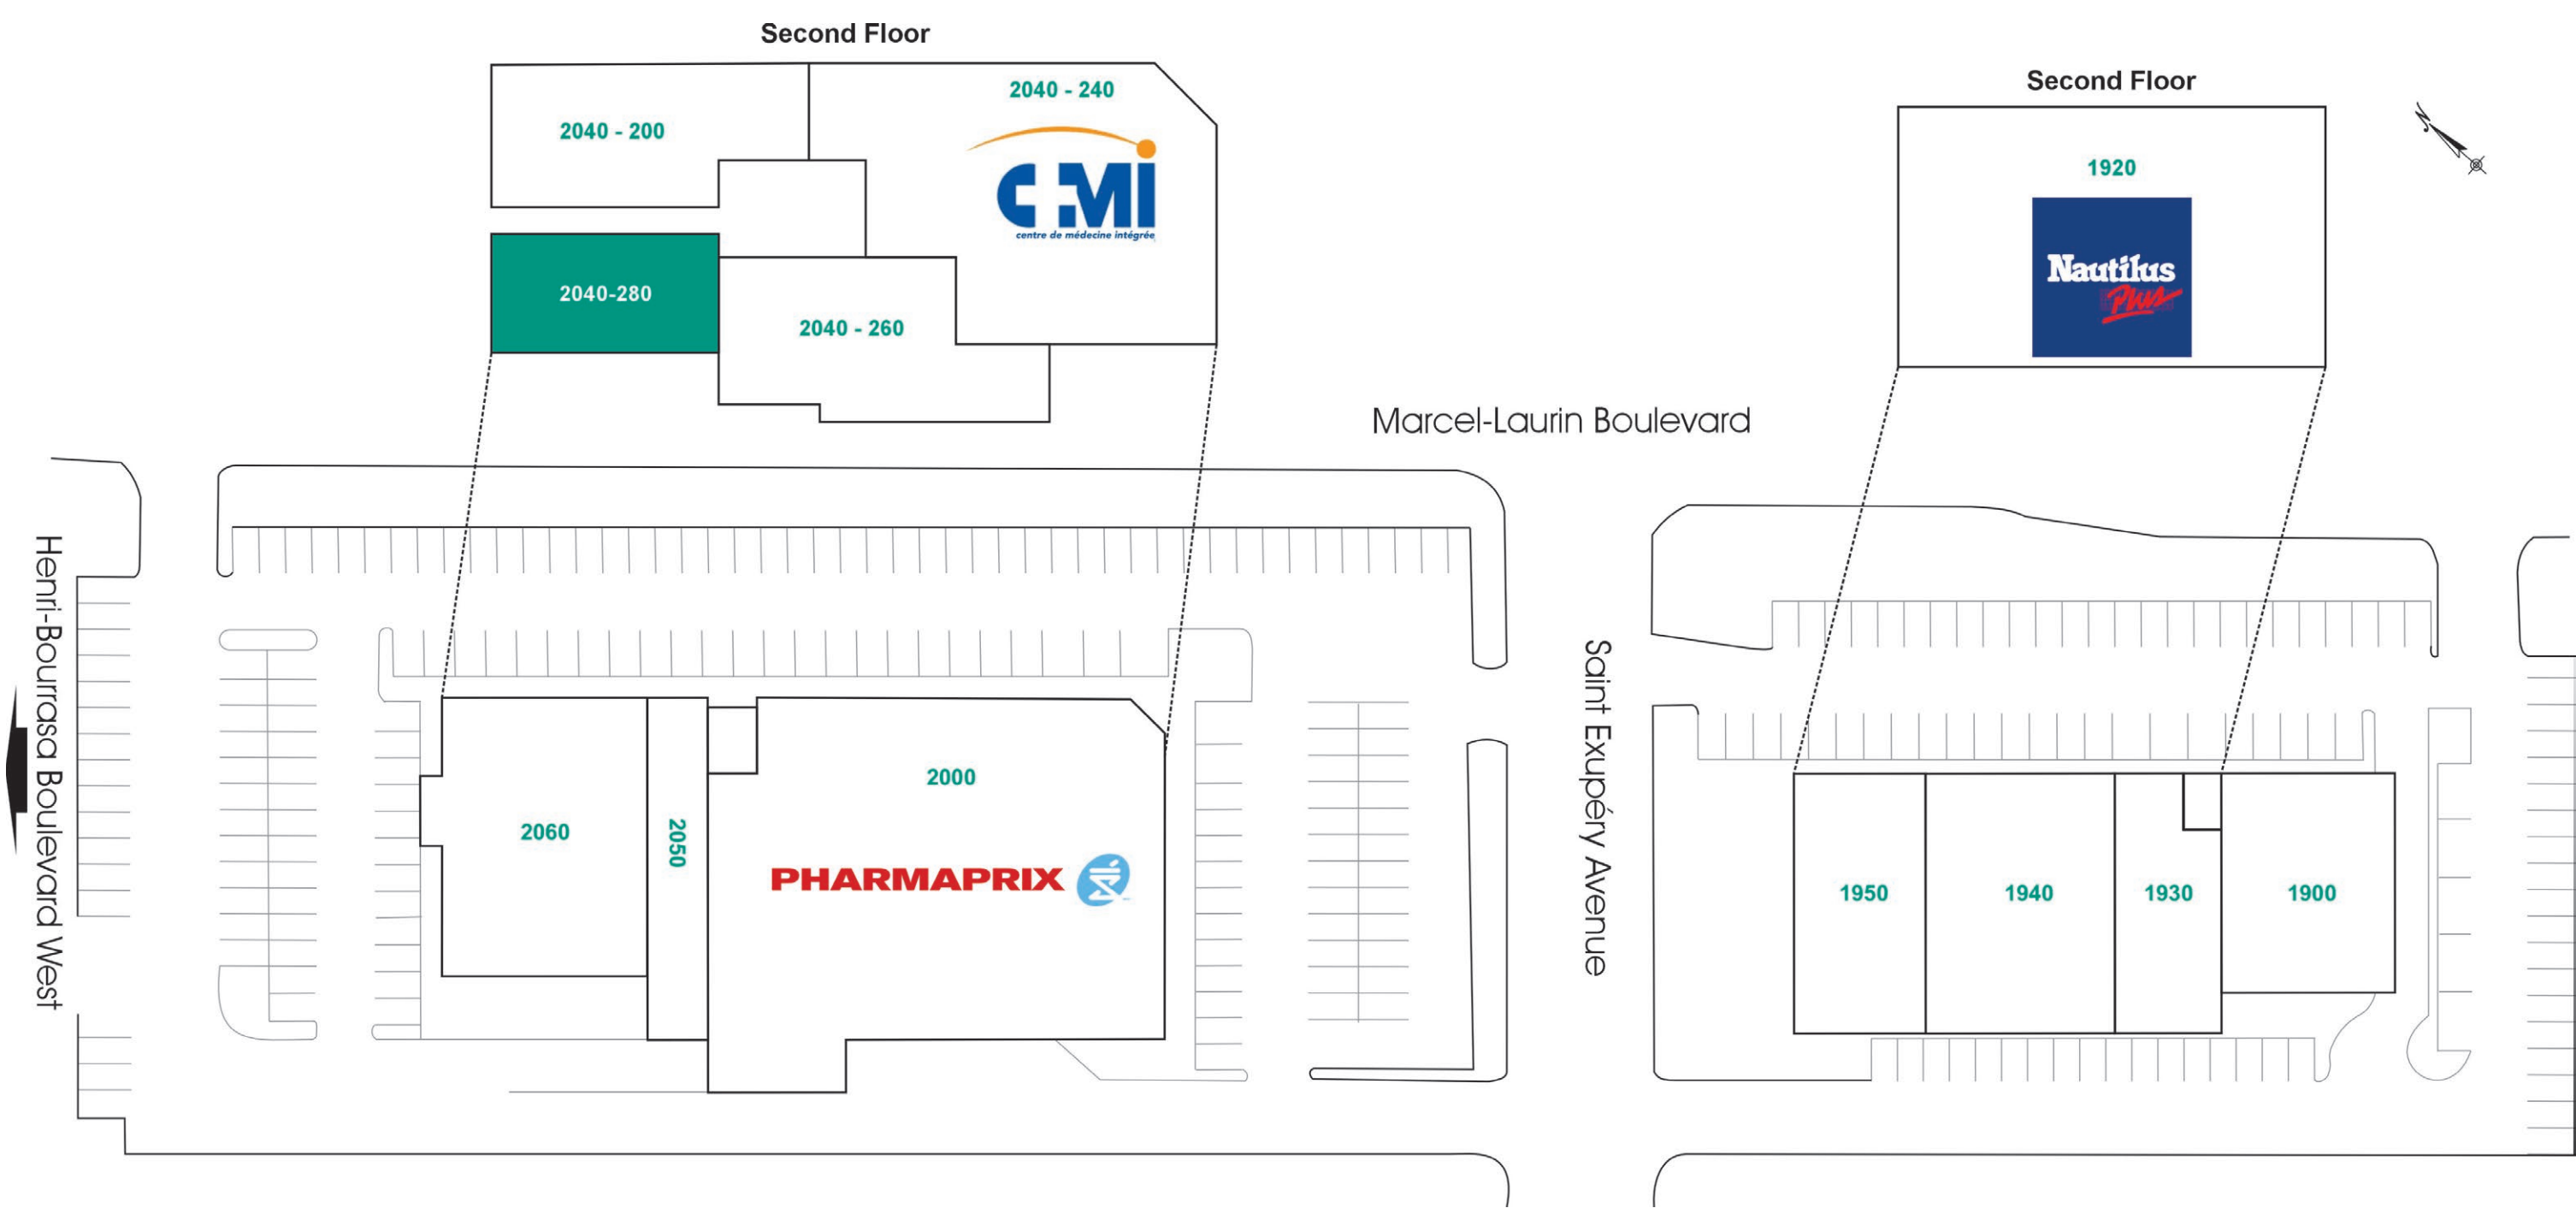 Second Floor
Second Floor
2040 - 240
2040 - 200
CMI
centre de médecine intégrée
2040-280
2040 - 260
1920
Nautilus
Plus
N
Marcel-Laurin Boulevard
Henri-Bourrasa Boulevard West
Saint Exupéry Avenue
2060
2050
2000
PHARMAPRIX
1950
1940
1930
1900